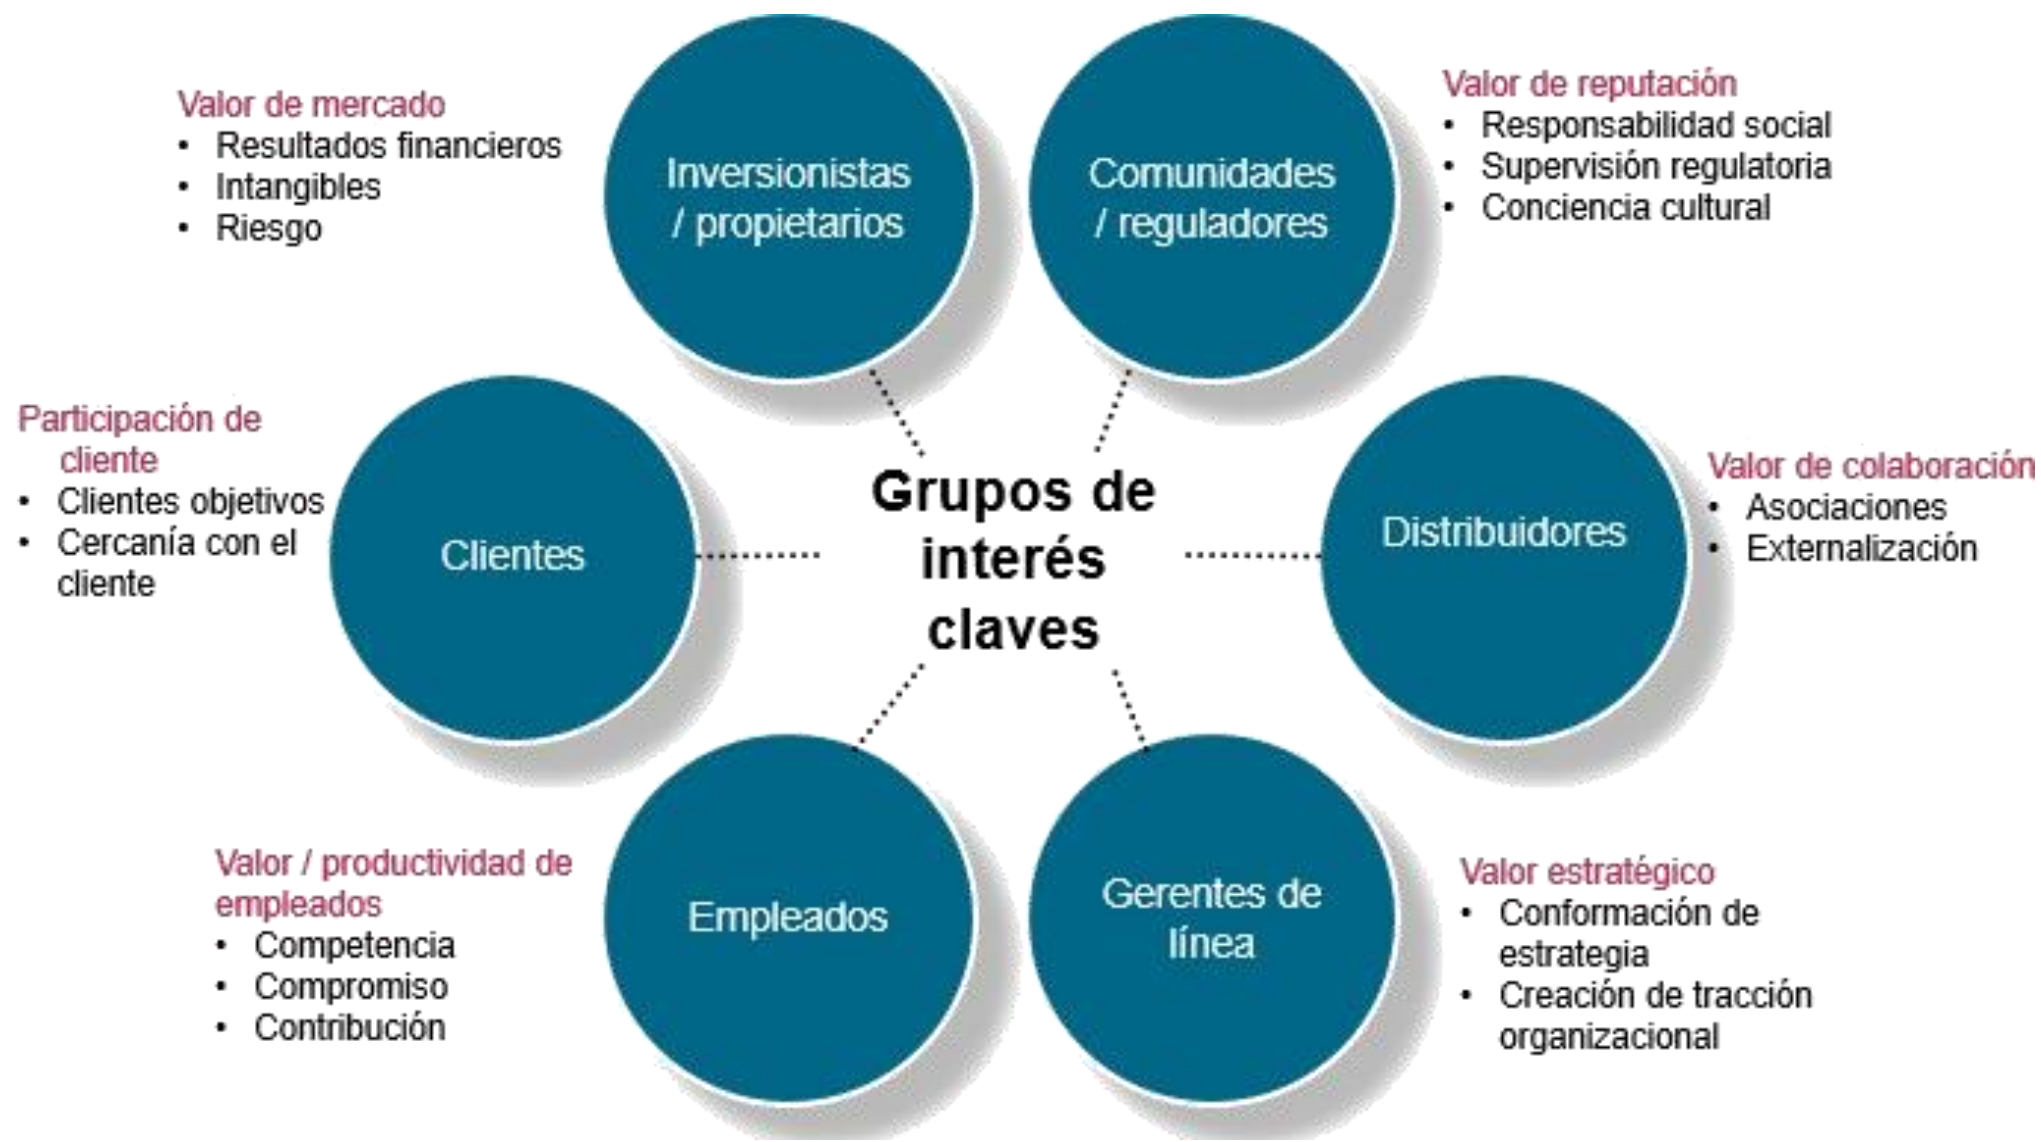 Valor de mercado
• Resultados financieros
• Intangibles
• Riesgo
Inversionistas
/ propietarios
Comunidades
/ reguladores
Valor de reputación
• Responsabilidad social
• Supervisión regulatoria
• Conciencia cultural
Participación de
cliente
• Clientes objetivos
• Cercanía con el
cliente
Clientes
Grupos de
interés
claves
Distribuidores
Valor de colaboración
• Asociaciones
• Externalización
Valor / productividad de
empleados
• Competencia
• Compromiso
• Contribución
Empleados
Gerentes de
línea
Valor estratégico
• Conformación de
estrategia
• Creación de tracción
organizacional